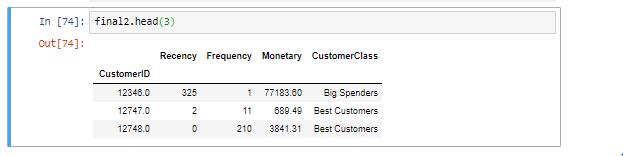 In [74]: final2.head(3)
Out[74]:
Recency Frequency Monetary CustomerClass
CustomerID
12346.0 325 1 77183.60 Big Spenders
12747.0 2 11 689.49 Best Customers
12748.0 0 210 3841.31 Best Customers